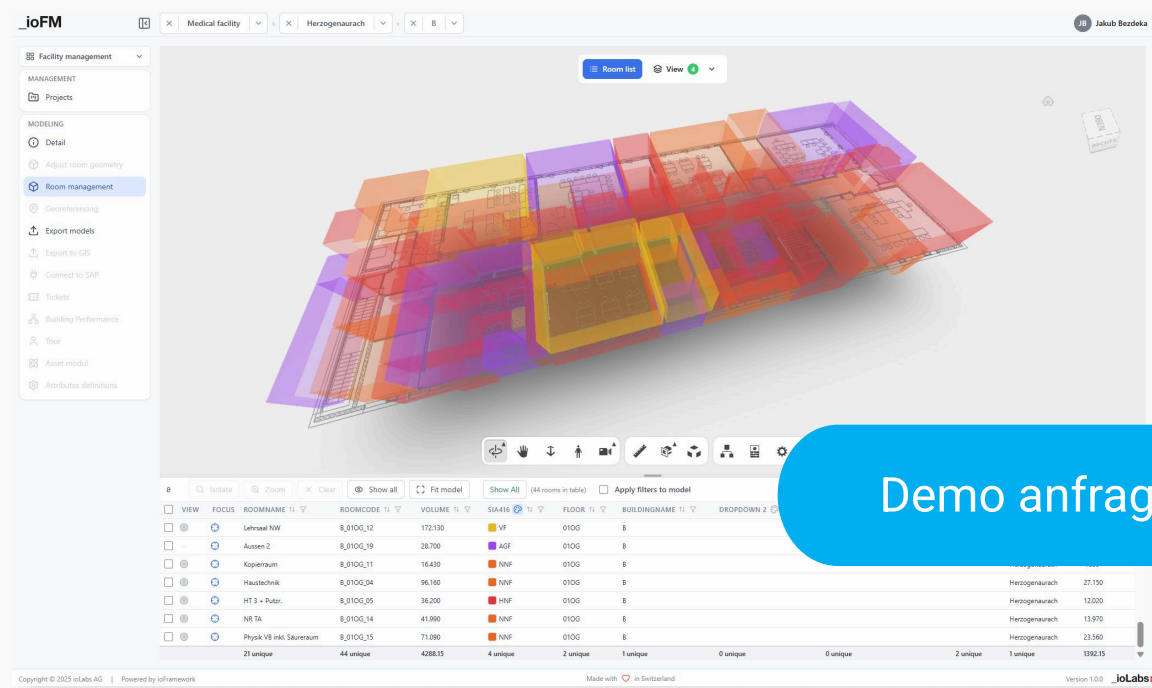 _ioFM
Medical facility
Herzogenaurach
B
JB Jakub Bezdeka
Facility management
MANAGEMENT
Projects
MODELING
Detail
Adjust room geometry
Room management
Georeferencing
Export models
Export to GIS
Connect to SAP
Tickets
Building Performance
Tour
Asset modul
Attributes definitions
Room list View 4
OBEN
Demo anfrag
Isolate Zoom Clear Show all Fit model Show All (44 rooms in table) Apply filters to model
VIEW FOCUS ROOMNAME ROOMCODE VOLUME SIA416 FLOOR BUILDINGNAME DROPDOWN 2
Lehrsaal NW B_01OG_12 172.130 VF 01OG B
Aussen 2 B_01OG_19 28.700 AGF 01OG B
Kopierraum B_01OG_11 16.430 NNF 01OG B
Haustechnik B_01OG_04 96.160 NNF 01OG B Herzogenaurach 27.150
HT 3 + Putzr. B_01OG_05 36.200 HNF 01OG B Herzogenaurach 12.020
NR TA B_01OG_14 41.990 NNF 01OG B Herzogenaurach 13.970
Physik VB inkl. Säureraum B_01OG_15 71.090 NNF 01OG B Herzogenaurach 23.560
21 unique 44 unique 4288.15 4 unique 2 unique 1 unique 0 unique 0 unique 2 unique 1 unique 1392.15
Copyright © 2025 ioLabs AG | Powered by ioFramework Made with in Switzerland Version 1.0.0 _ioLabs